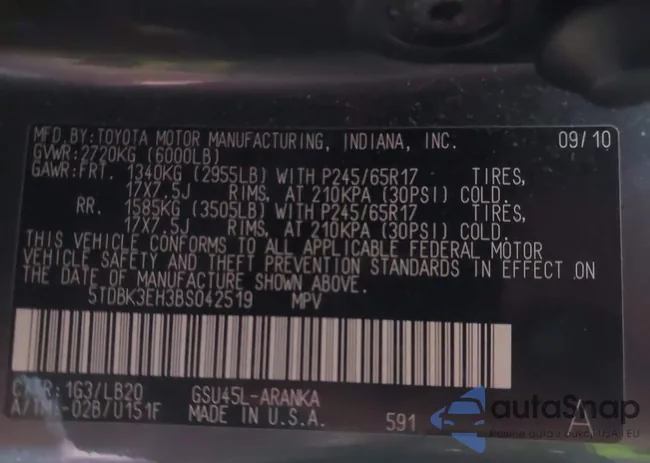 MFD.BY:TOYOTA MOTOR MANUFACTURING, INDIANA, INC. 09/10
GVWR:2720KG (6000LB)
GAWR:FRT. 1340KG (2955LB) WITH P245/65R17 TIRES,
17X7.5J RIMS, AT 210KPA (30PSI) COLD.
RR. 1585KG (3505LB) WITH P245/65R17 TIRES,
17X7.5J RIMS, AT 210KPA (30PSI) COLD.
THIS VEHICLE CONFORMS TO ALL APPLICABLE FEDERAL MOTOR
VEHICLE SAFETY AND THEFT PREVENTION STANDARDS IN EFFECT ON
THE DATE OF MANUFACTURE SHOWN ABOVE.
5TDBK3EH3BS042519 MPV
C/TR:1G3/LB20 GSU45L-ARANKA
A/TM:-02B/U151F MADE IN U.S.A. 591 A
autaSnap